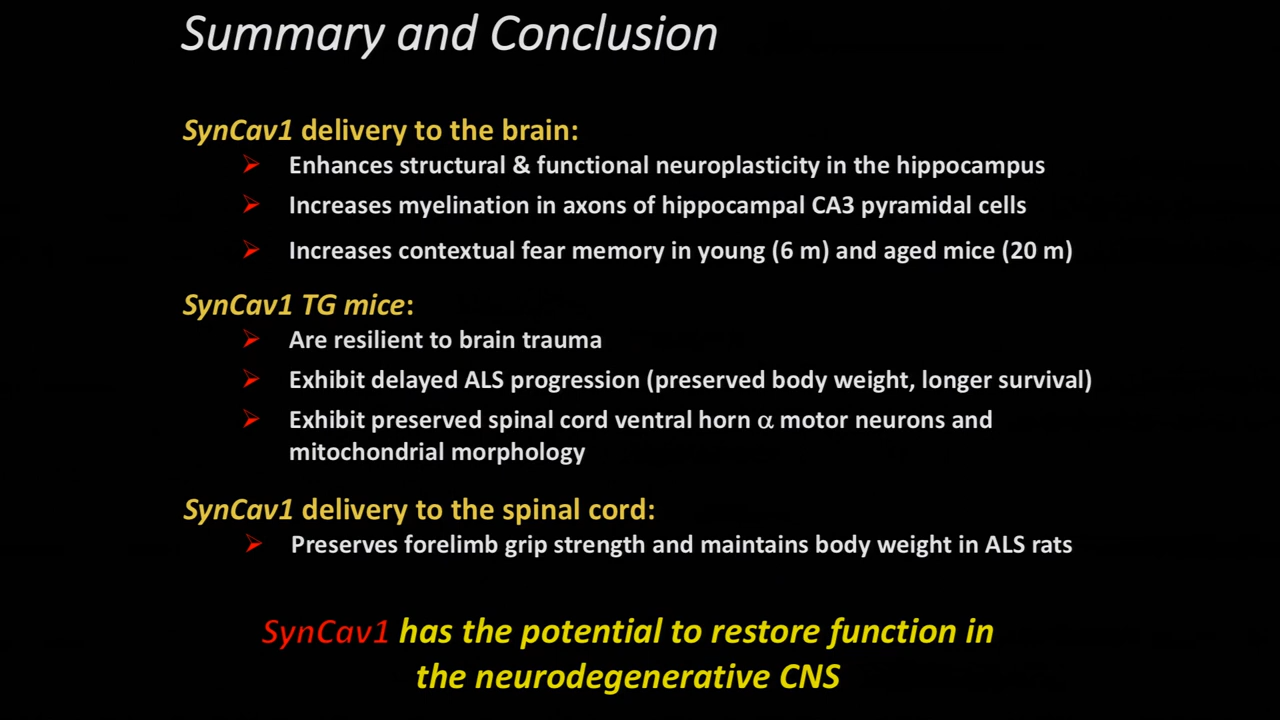 Summary and Conclusion
SynCav1 delivery to the brain:
➢ Enhances structural & functional neuroplasticity in the hippocampus
➢ Increases myelination in axons of hippocampal CA3 pyramidal cells
➢ Increases contextual fear memory in young (6 m) and aged mice (20 m)
SynCav1 TG mice:
➢ Are resilient to brain trauma
➢ Exhibit delayed ALS progression (preserved body weight, longer survival)
➢ Exhibit preserved spinal cord ventral horn α motor neurons and
mitochondrial morphology
SynCav1 delivery to the spinal cord:
➢ Preserves forelimb grip strength and maintains body weight in ALS rats
SynCav1 has the potential to restore function in
the neurodegenerative CNS